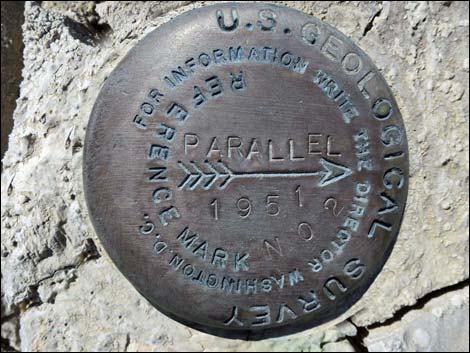 U.S. GEOLOGICAL SURVEY
FOR INFORMATION WRITE THE DIRECTOR WASHINGTON D.C.
REFERENCE MARK
PARALLEL
1951
NO 2